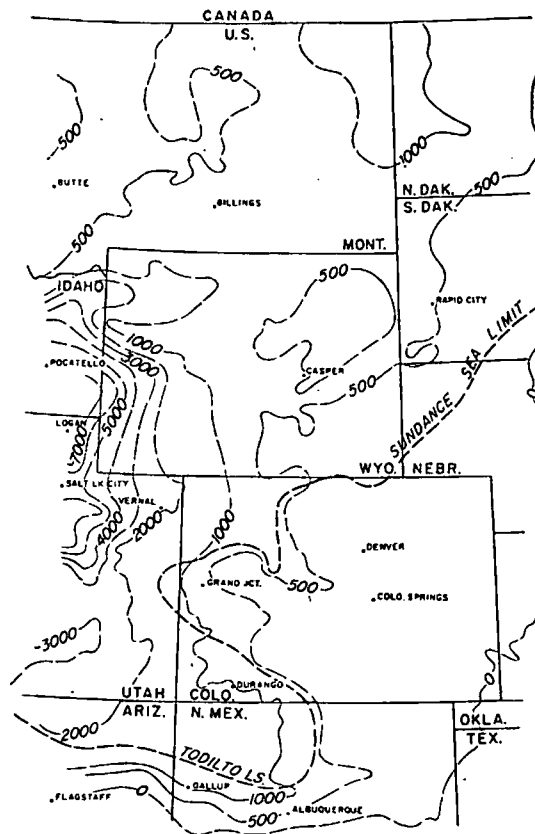 CANADA
U.S.
500
500
1000
BUTTE
BILLINGS
N. DAK.
S. DAK.
500
500
MONT.
IDAHO
500
RAPID CITY
1000
3000
POCATELLO
CASPER
500
SUNDANCE SEA LIMIT
5000
LOGAN
7000
WYO.
NEBR.
SALT LK CITY
VERNAL
4000
2000
1000
DENVER
GRAND JCT.
500
COLO. SPRINGS
3000
DURANGO
0
UTAH
COLO.
ARIZ.
N. MEX.
2000
OKLA.
TEX.
TODILTO LS.
GALLUP
1000
FLAGSTAFF
0
500
ALBUQUERQUE